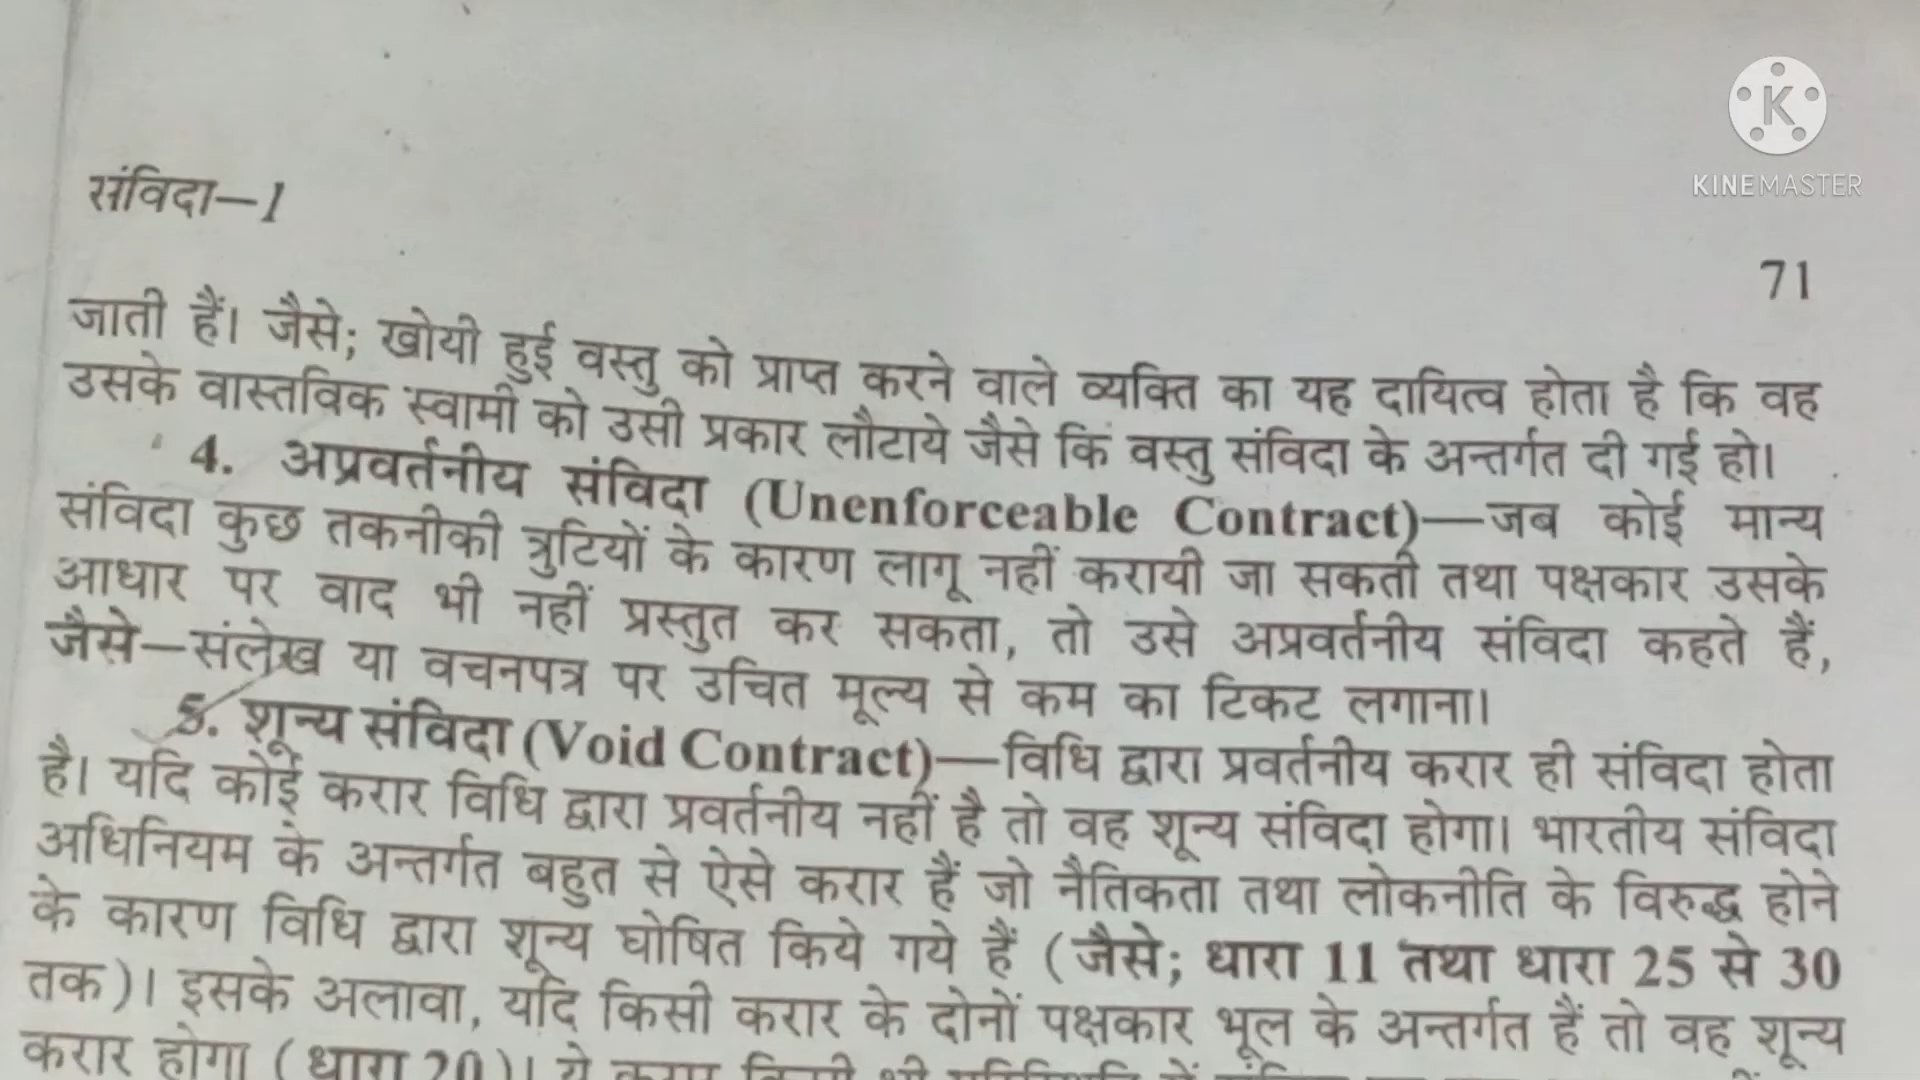 संविदा—1
KINEMASTER
71
जाती हैं। जैसे; खोयी हुई वस्तु को प्राप्त करने वाले व्यक्ति का यह दायित्व होता है कि वह
उसके वास्तविक स्वामी को उसी प्रकार लौटाये जैसे कि वस्तु संविदा के अन्तर्गत दी गई हो।
4. अप्रवर्तनीय संविदा (Unenforceable Contract)—जब कोई मान्य
संविदा कुछ तकनीकी त्रुटियों के कारण लागू नहीं करायी जा सकती तथा पक्षकार उसके
आधार पर वाद भी नहीं प्रस्तुत कर सकता, तो उसे अप्रवर्तनीय संविदा कहते हैं,
जैसे—संलेख या वचनपत्र पर उचित मूल्य से कम का टिकट लगाना।
5. शून्य संविदा (Void Contract)—विधि द्वारा प्रवर्तनीय करार ही संविदा होता
है। यदि कोई करार विधि द्वारा प्रवर्तनीय नहीं है तो वह शून्य संविदा होगा। भारतीय संविदा
अधिनियम के अन्तर्गत बहुत से ऐसे करार हैं जो नैतिकता तथा लोकनीति के विरुद्ध होने
के कारण विधि द्वारा शून्य घोषित किये गये हैं (जैसे; धारा 11 तथा धारा 25 से 30
तक)। इसके अलावा, यदि किसी करार के दोनों पक्षकार भूल के अन्तर्गत हैं तो वह शून्य
करार होगा (धारा 20)। ये करार किसी भी